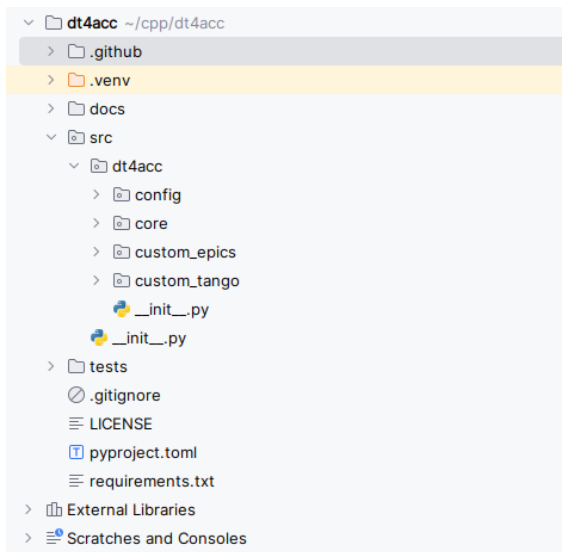 dt4acc ~/cpp/dt4acc
.github
.venv
docs
src
dt4acc
config
core
custom_epics
custom_tango
__init__.py
__init__.py
tests
.gitignore
LICENSE
pyproject.toml
requirements.txt
External Libraries
Scratches and Consoles